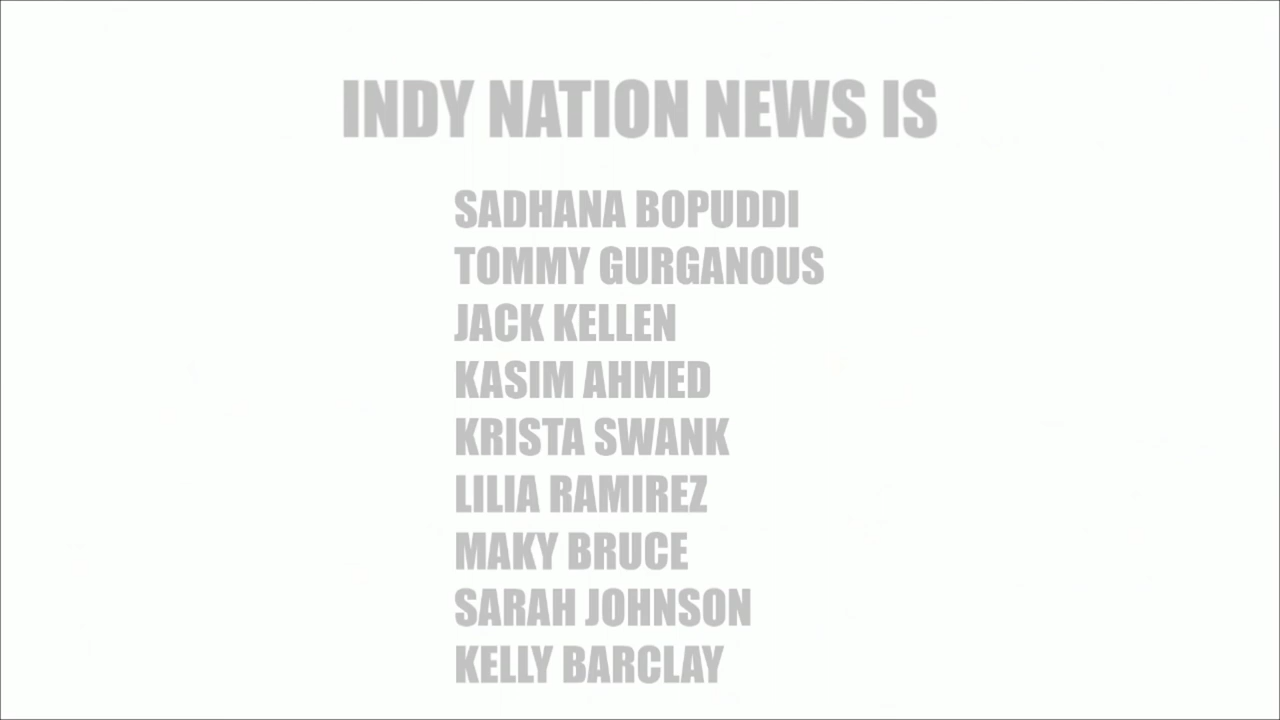 INDY NATION NEWS IS
SADHANA BOPUDDI
TOMMY GURGANOUS
JACK KELLEN
KASIM AHMED
KRISTA SWANK
LILIA RAMIREZ
MAKY BRUCE
SARAH JOHNSON
KELLY BARCLAY